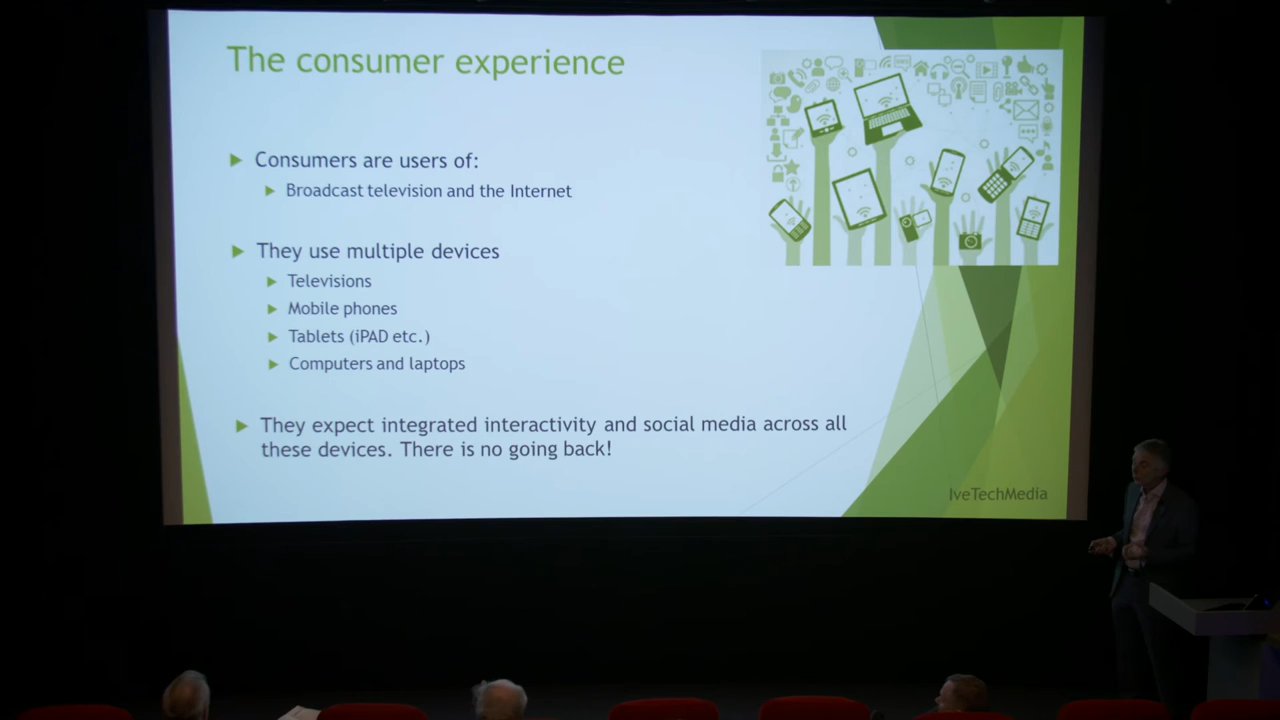 The consumer experience
Consumers are users of:
Broadcast television and the Internet
They use multiple devices
Televisions
Mobile phones
Tablets (iPAD etc.)
Computers and laptops
They expect integrated interactivity and social media across all
these devices. There is no going back!
IveTechMedia